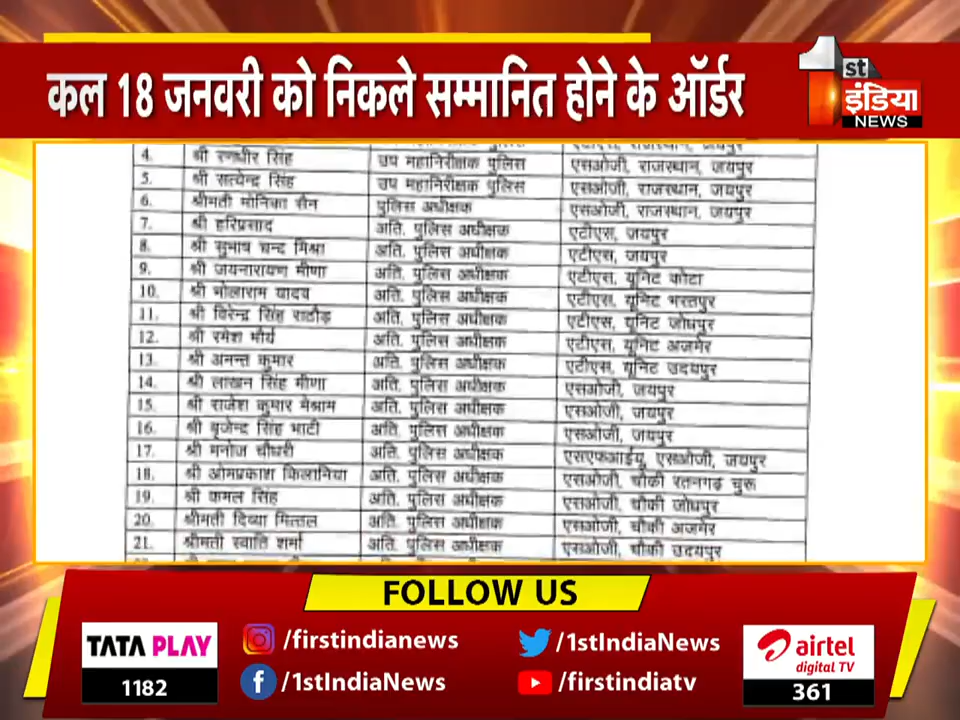 कल 18 जनवरी को निकले सम्मानित होने के ऑर्डर
1st
इंडिया
NEWS
4. श्री रनधीर सिंह उप महानिरीक्षक पुलिस एसओजी, राजस्थान, जयपुर
5. श्री सत्येन्द्र सिंह उप महानिरीक्षक पुलिस एसओजी, राजस्थान, जयपुर
6. श्रीमती मोनिका सैन पुलिस अधीक्षक एसओजी, राजस्थान, जयपुर
7. श्री हरिप्रसाद अति. पुलिस अधीक्षक एटीएस, जयपुर
8. श्री सुभाष चन्द मिश्रा अति. पुलिस अधीक्षक एटीएस, जयपुर
9. श्री जयनारायण मीणा अति. पुलिस अधीक्षक एटीएस, यूनिट कोटा
10. श्री भोलाराम यादव अति. पुलिस अधीक्षक एटीएस, यूनिट भरतपुर
11. श्री विरेन्द्र सिंह राठौड़ अति. पुलिस अधीक्षक एटीएस, यूनिट जोधपुर
12. श्री रमेश मौर्य अति. पुलिस अधीक्षक एटीएस, यूनिट अजमेर
13. श्री अनन्त कुमार अति. पुलिस अधीक्षक एटीएस, यूनिट उदयपुर
14. श्री लाखन सिंह मीणा अति. पुलिस अधीक्षक एसओजी, जयपुर
15. श्री राजेश कुमार मेश्राम अति. पुलिस अधीक्षक एसओजी, जयपुर
16. श्री बृजेन्द्र सिंह भाटी अति. पुलिस अधीक्षक एसओजी, जयपुर
17. श्री मनोज चौधरी अति. पुलिस अधीक्षक एसएफआईयू, एसओजी, जयपुर
18. श्री ओमप्रकाश किलानिया अति. पुलिस अधीक्षक एसओजी, चौकी रतनगढ़ चुरू
19. श्री कमल सिंह अति. पुलिस अधीक्षक एसओजी, चौकी जोधपुर
20. श्रीमती दिव्या मित्तल अति. पुलिस अधीक्षक एसओजी, चौकी अजमेर
21. श्रीमती स्वाति शर्मा अति. पुलिस अधीक्षक एसओजी, चौकी उदयपुर
FOLLOW US
TATA PLAY
1182
/firstindianews
/1stIndiaNews
/1stIndiaNews
/firstindiatv
airtel
digital TV
361